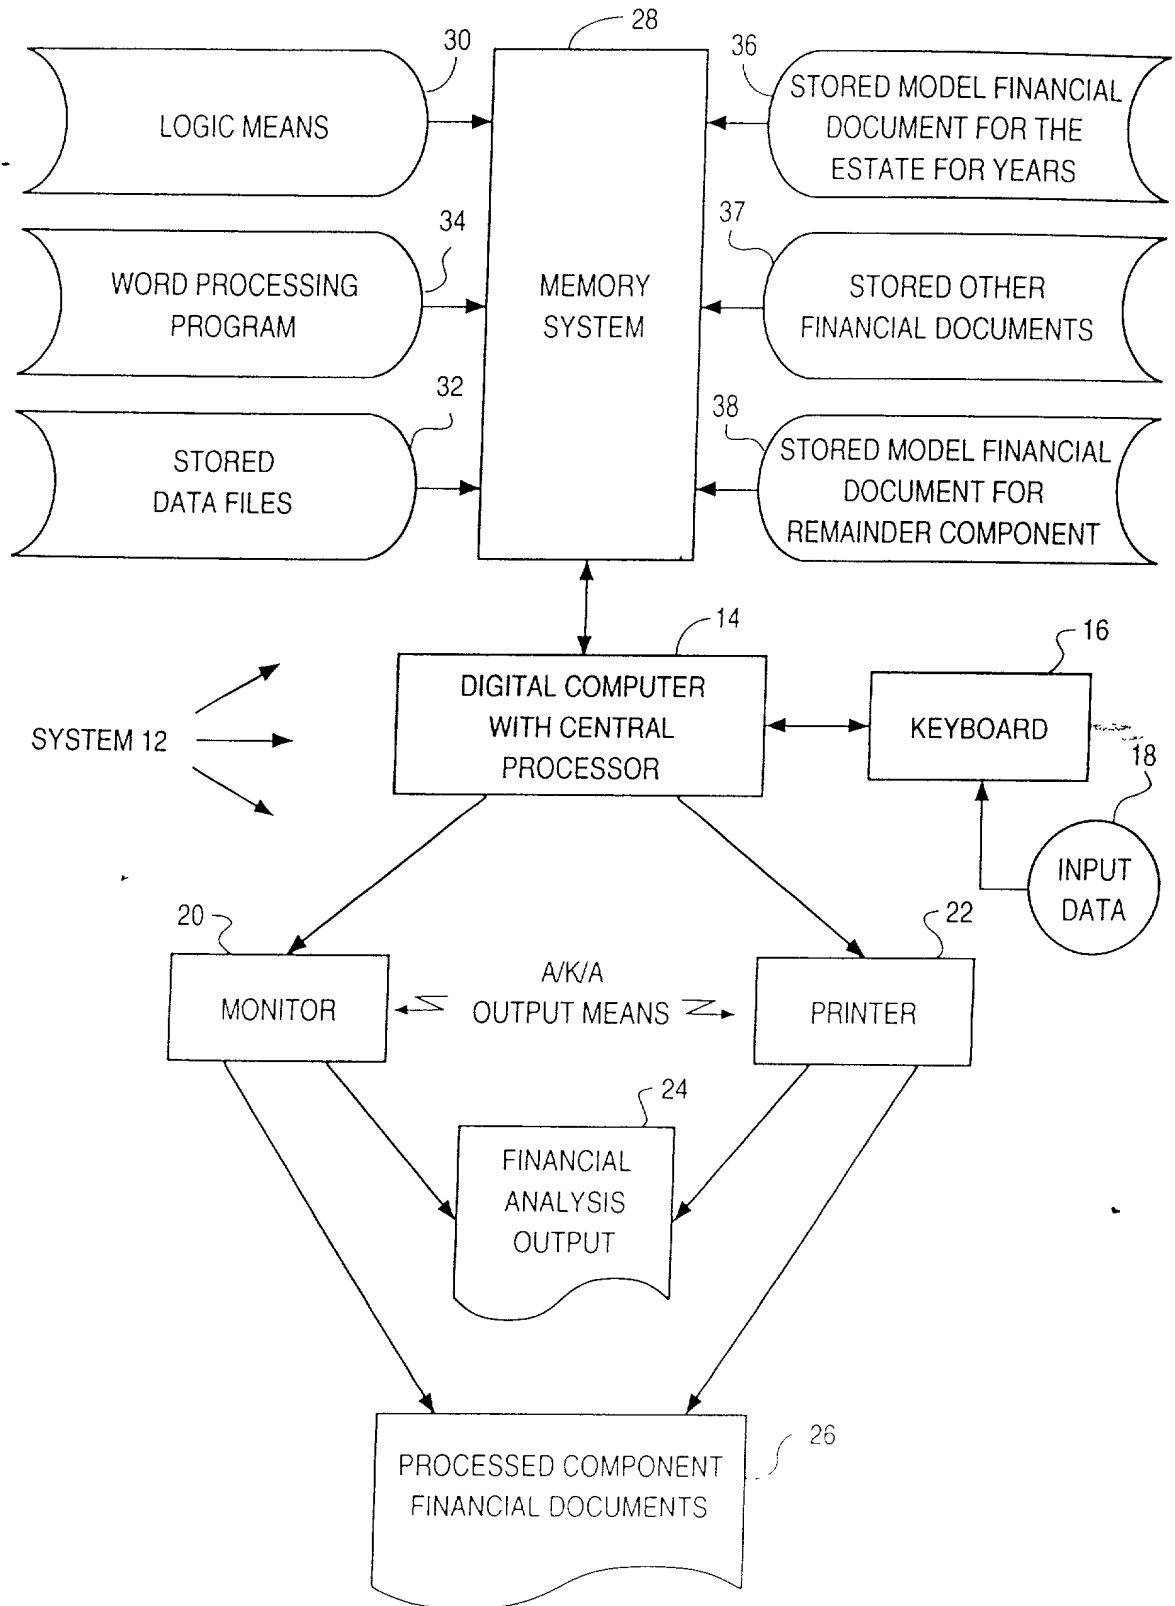 28
30
36
LOGIC MEANS
STORED MODEL FINANCIAL
DOCUMENT FOR THE
ESTATE FOR YEARS
34
37
WORD PROCESSING
PROGRAM
MEMORY
SYSTEM
STORED OTHER
FINANCIAL DOCUMENTS
32
38
STORED
DATA FILES
STORED MODEL FINANCIAL
DOCUMENT FOR
REMAINDER COMPONENT
14
16
DIGITAL COMPUTER
WITH CENTRAL
PROCESSOR
KEYBOARD
SYSTEM 12
18
INPUT
DATA
20
22
MONITOR
A/K/A
OUTPUT MEANS
PRINTER
24
FINANCIAL
ANALYSIS
OUTPUT
26
PROCESSED COMPONENT
FINANCIAL DOCUMENTS